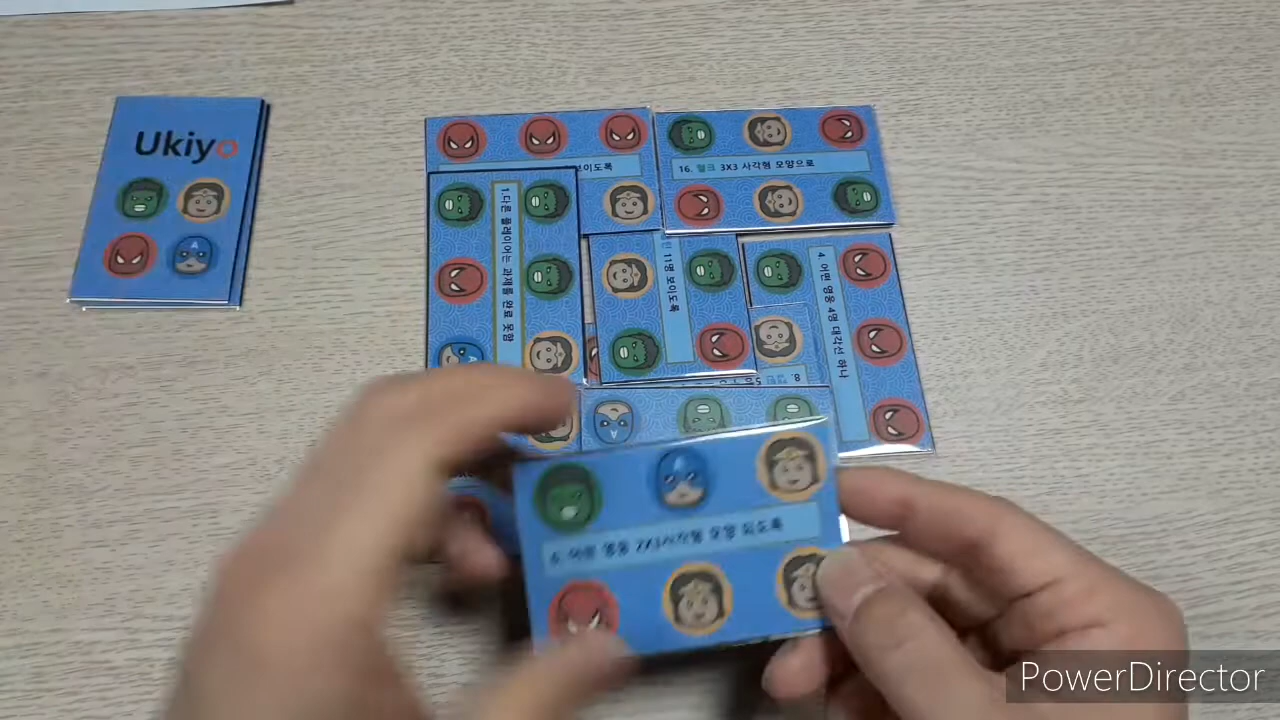 Ukiyo
보이도록
16. 헐크 3X3 사각형 모양으로
1.다른 플레이어는 과제를 완료 못함
11명 보이도록
4. 어떤 영웅 4명 대각선 하나
8.
6. 어떤 영웅 2X3사각형 모양 되도록
PowerDirector